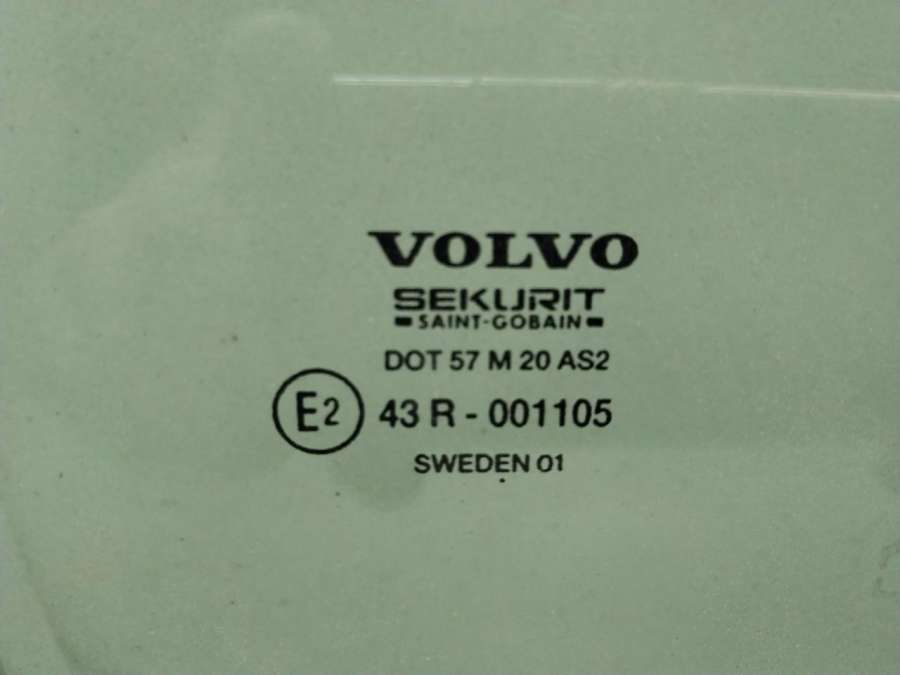 VOLVO
SEKURIT
SAINT-GOBAIN
DOT 57 M 20 AS2
E2 43 R - 001105
SWEDEN 01